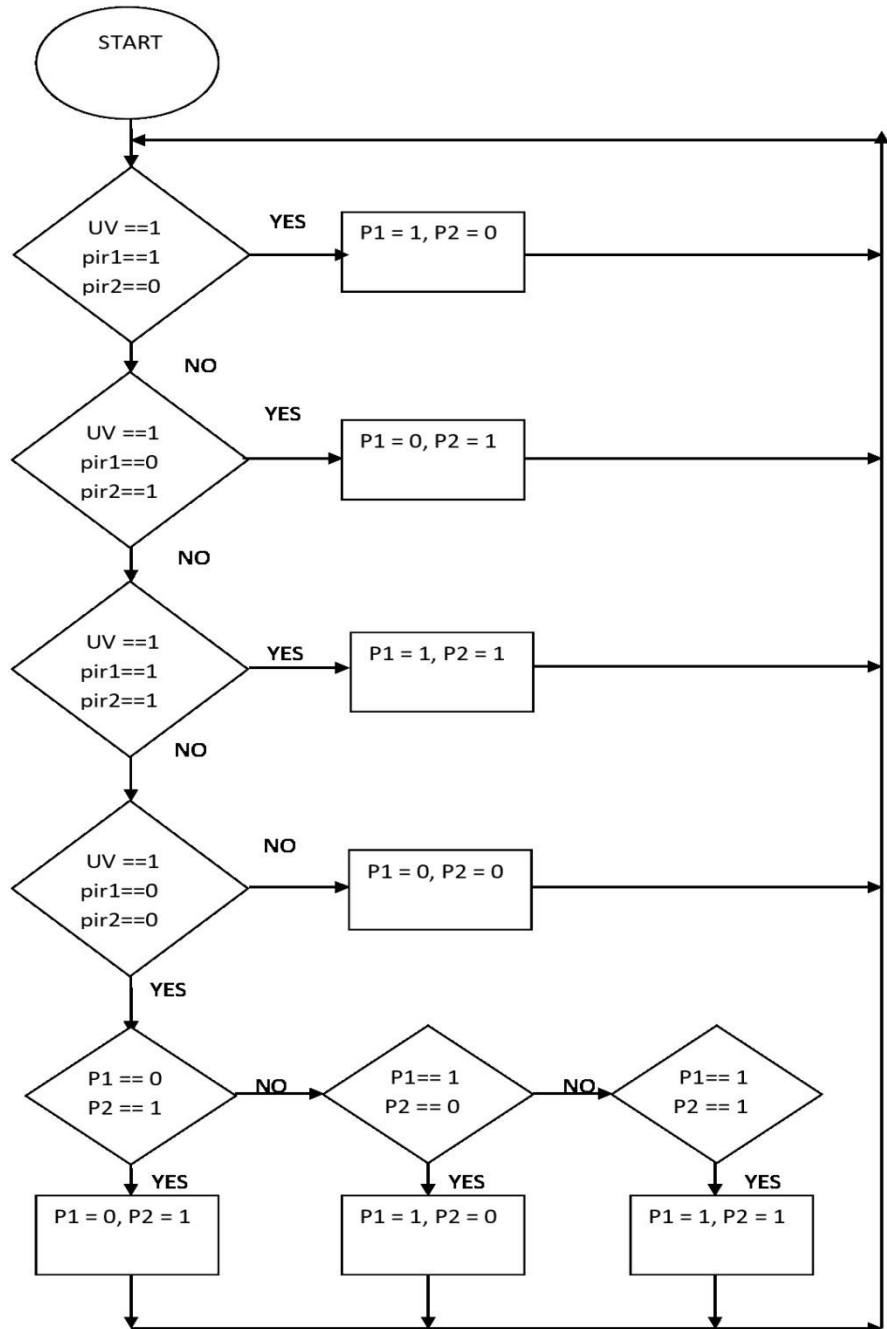 START
UV ==1
pir1==1
pir2==0
YES
P1 = 1, P2 = 0
NO
UV ==1
pir1==0
pir2==1
YES
P1 = 0, P2 = 1
NO
UV ==1
pir1==1
pir2==1
YES
P1 = 1, P2 = 1
NO
UV ==1
pir1==0
pir2==0
NO
P1 = 0, P2 = 0
YES
P1 == 0
P2 == 1
NO
P1== 1
P2 == 0
NO
P1== 1
P2 == 1
YES
P1 = 0, P2 = 1
YES
P1 = 1, P2 = 0
YES
P1 = 1, P2 = 1